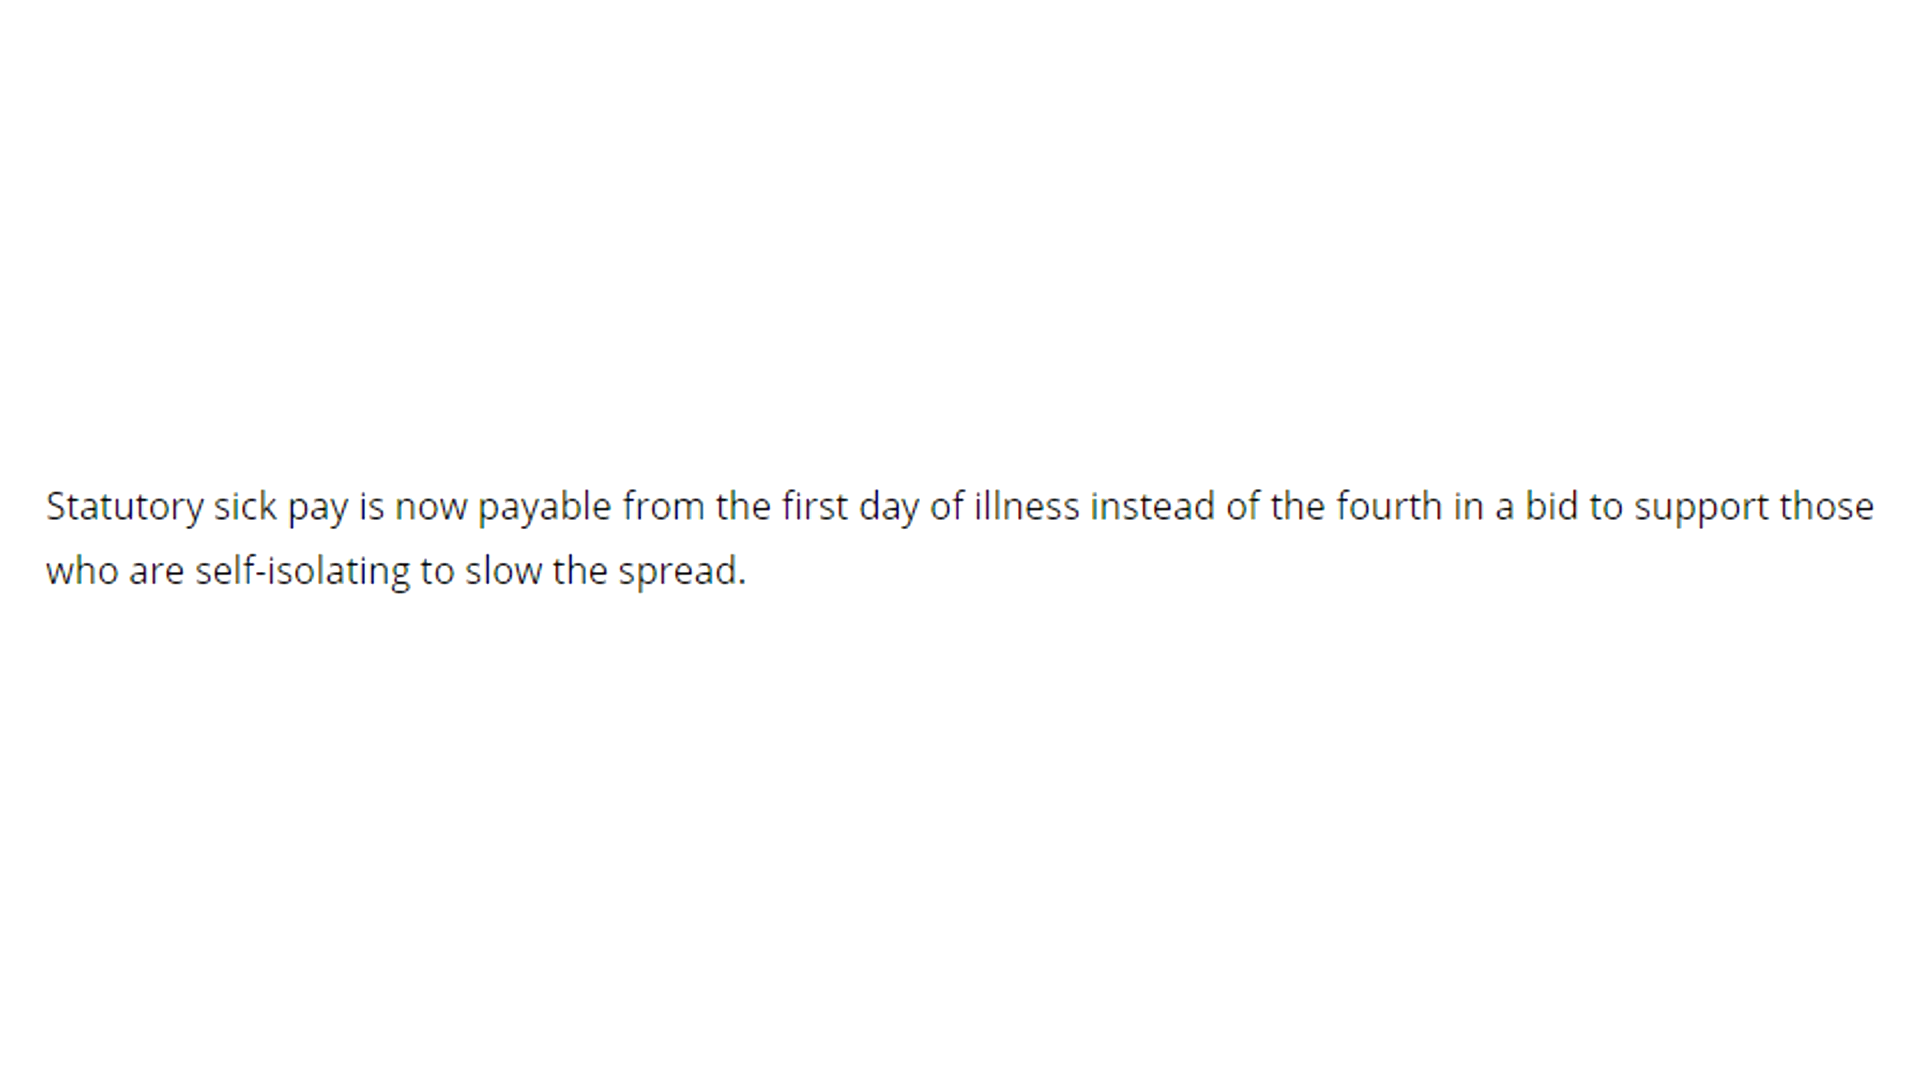 Statutory sick pay is now payable from the first day of illness instead of the fourth in a bid to support those
who are self-isolating to slow the spread.